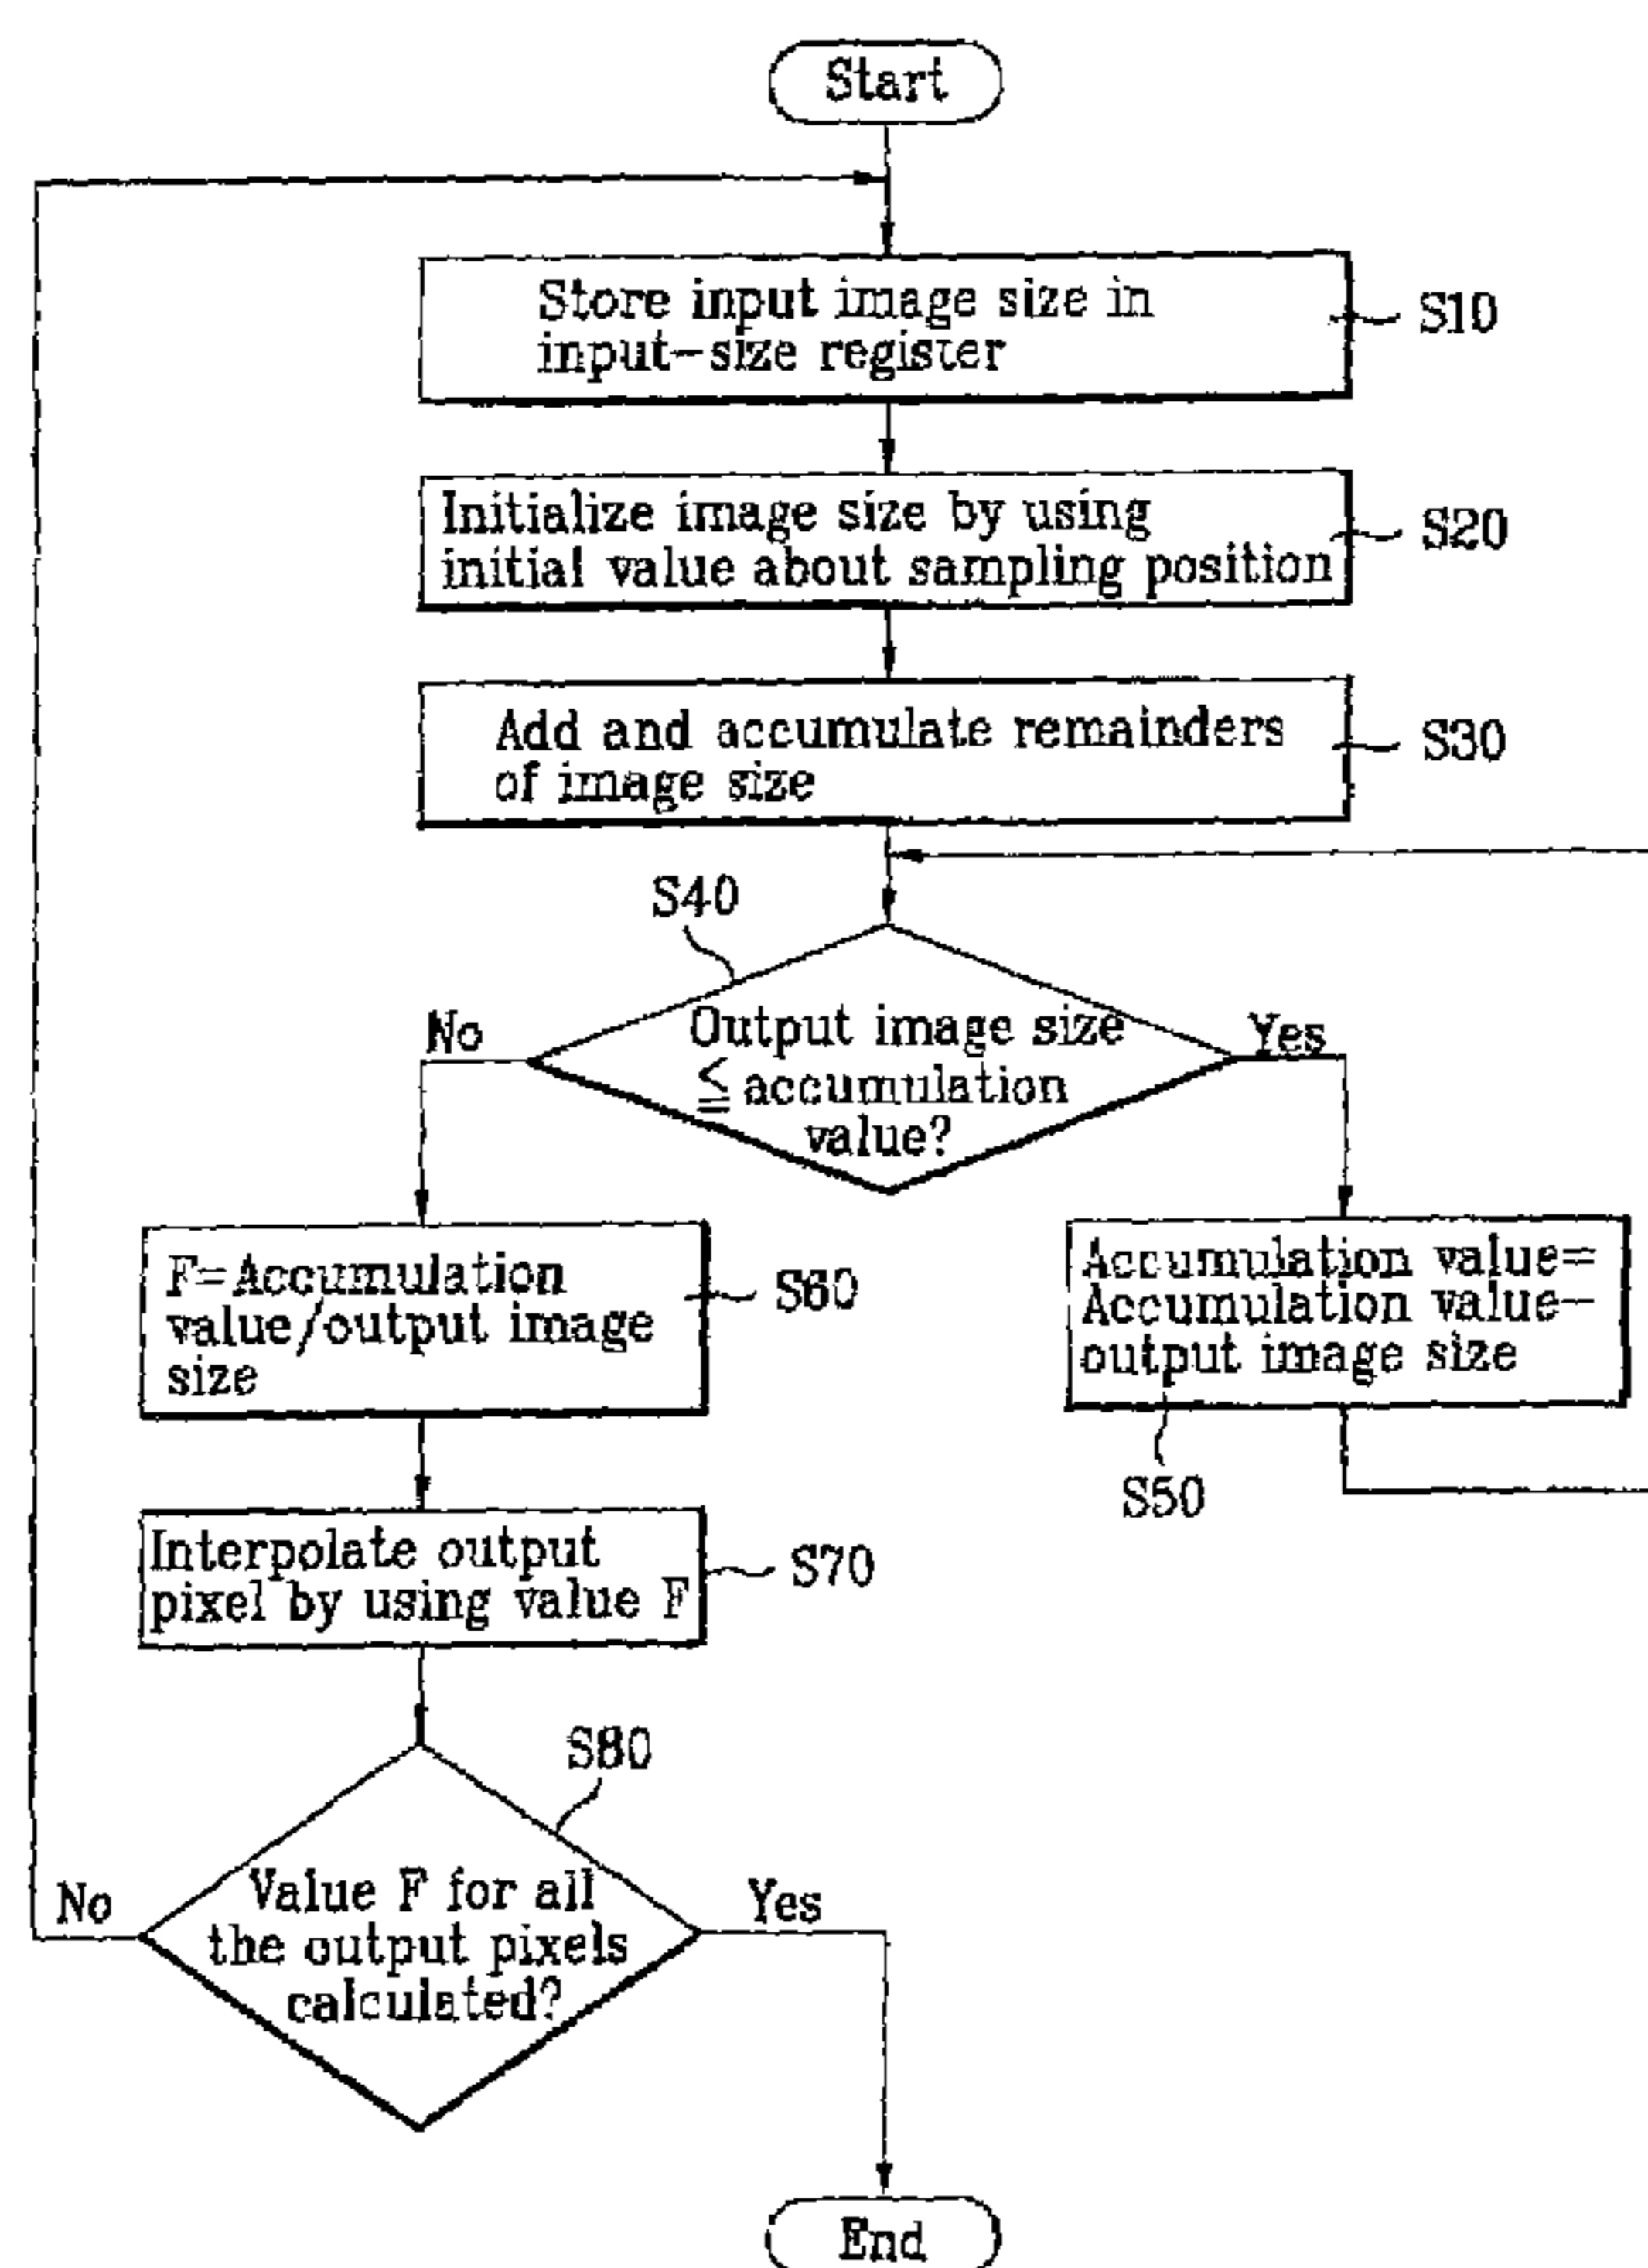 Start
Store input image size in
input-size register
S10
Initialize image size by using
initial value about sampling position
S20
Add and accumulate remainders
of image size
S30
S40
No
Output image size
≦ accumulation
value?
Yes
F=Accumulation
value/output image
size
S60
Accumulation value=
Accumulation value-
output image size
S50
Interpolate output
pixel by using value F
S70
S80
No
Value F for all
the output pixels
calculated?
Yes
End